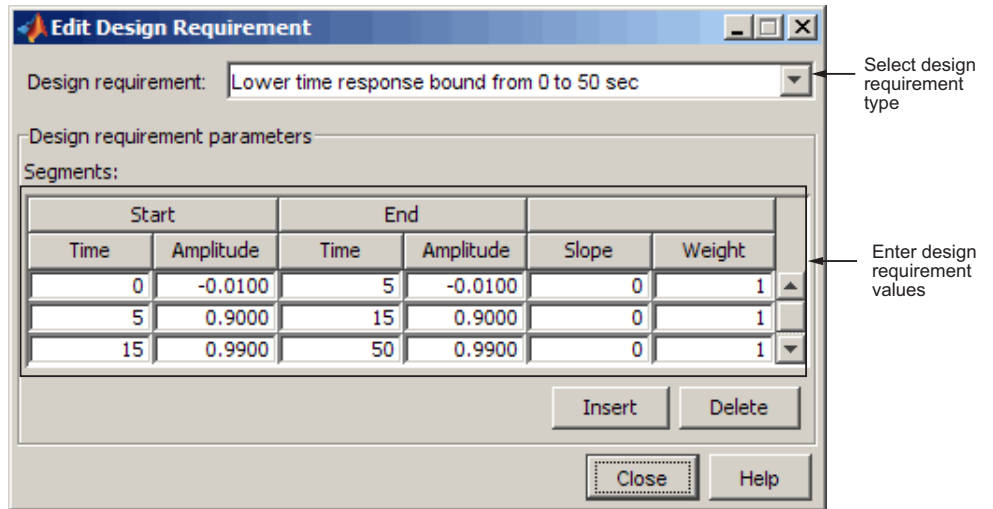 Edit Design Requirement
Design requirement: Lower time response bound from 0 to 50 sec
Select design
requirement
type
Design requirement parameters
Segments:
Start End
Time Amplitude Time Amplitude Slope Weight
0 -0.0100 5 -0.0100 0 1
5 0.9000 15 0.9000 0 1
15 0.9900 50 0.9900 0 1
Enter design
requirement
values
Insert Delete
Close Help